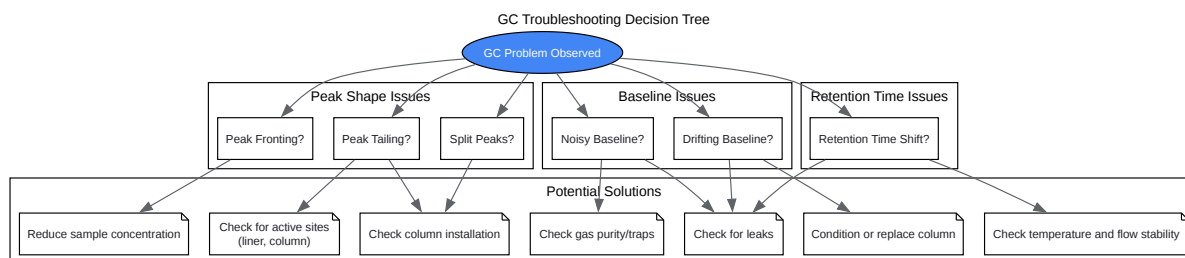 GC Troubleshooting Decision Tree
GC Problem Observed
Peak Shape Issues
Baseline Issues
Retention Time Issues
Peak Fronting?
Peak Tailing?
Split Peaks?
Noisy Baseline?
Drifting Baseline?
Retention Time Shift?
Potential Solutions
Reduce sample concentration
Check for active sites
(liner, column)
Check column installation
Check gas purity/traps
Check for leaks
Condition or replace column
Check temperature and flow stability